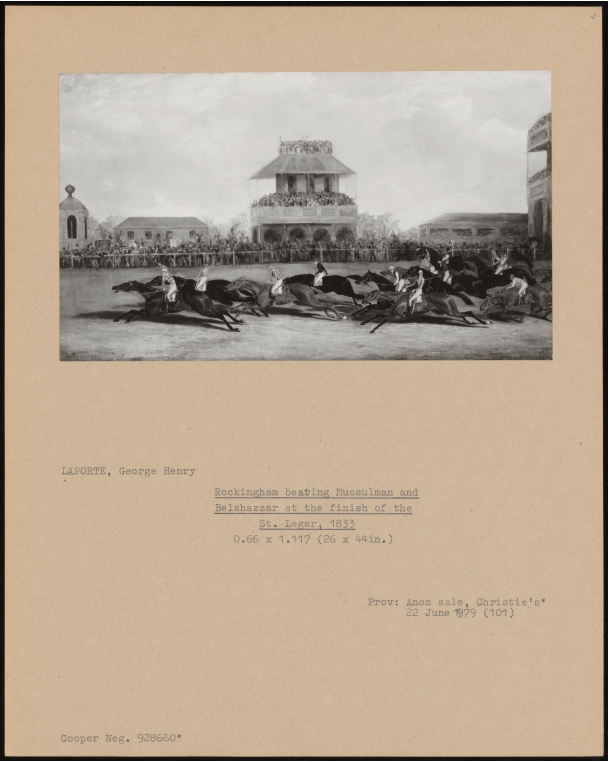 LAPORTE, George Henry
Rockingham beating Mussulman and
Belshazzar at the finish of the
St. Leger, 1833
0.66 x 1.117 (26 x 44in.)
Prov: Anon sale, Christie's*
22 June 1979 (101)
Cooper Neg. 928660*